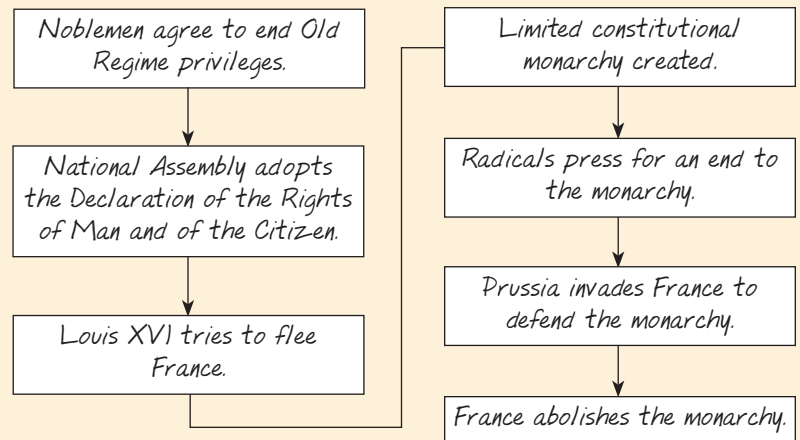 Noblemen agree to end Old
Regime privileges.
National Assembly adopts
the Declaration of the Rights
of Man and of the Citizen.
Louis XVI tries to flee
France.
Limited constitutional
monarchy created.
Radicals press for an end to
the monarchy.
Prussia invades France to
defend the monarchy.
France abolishes the monarchy.